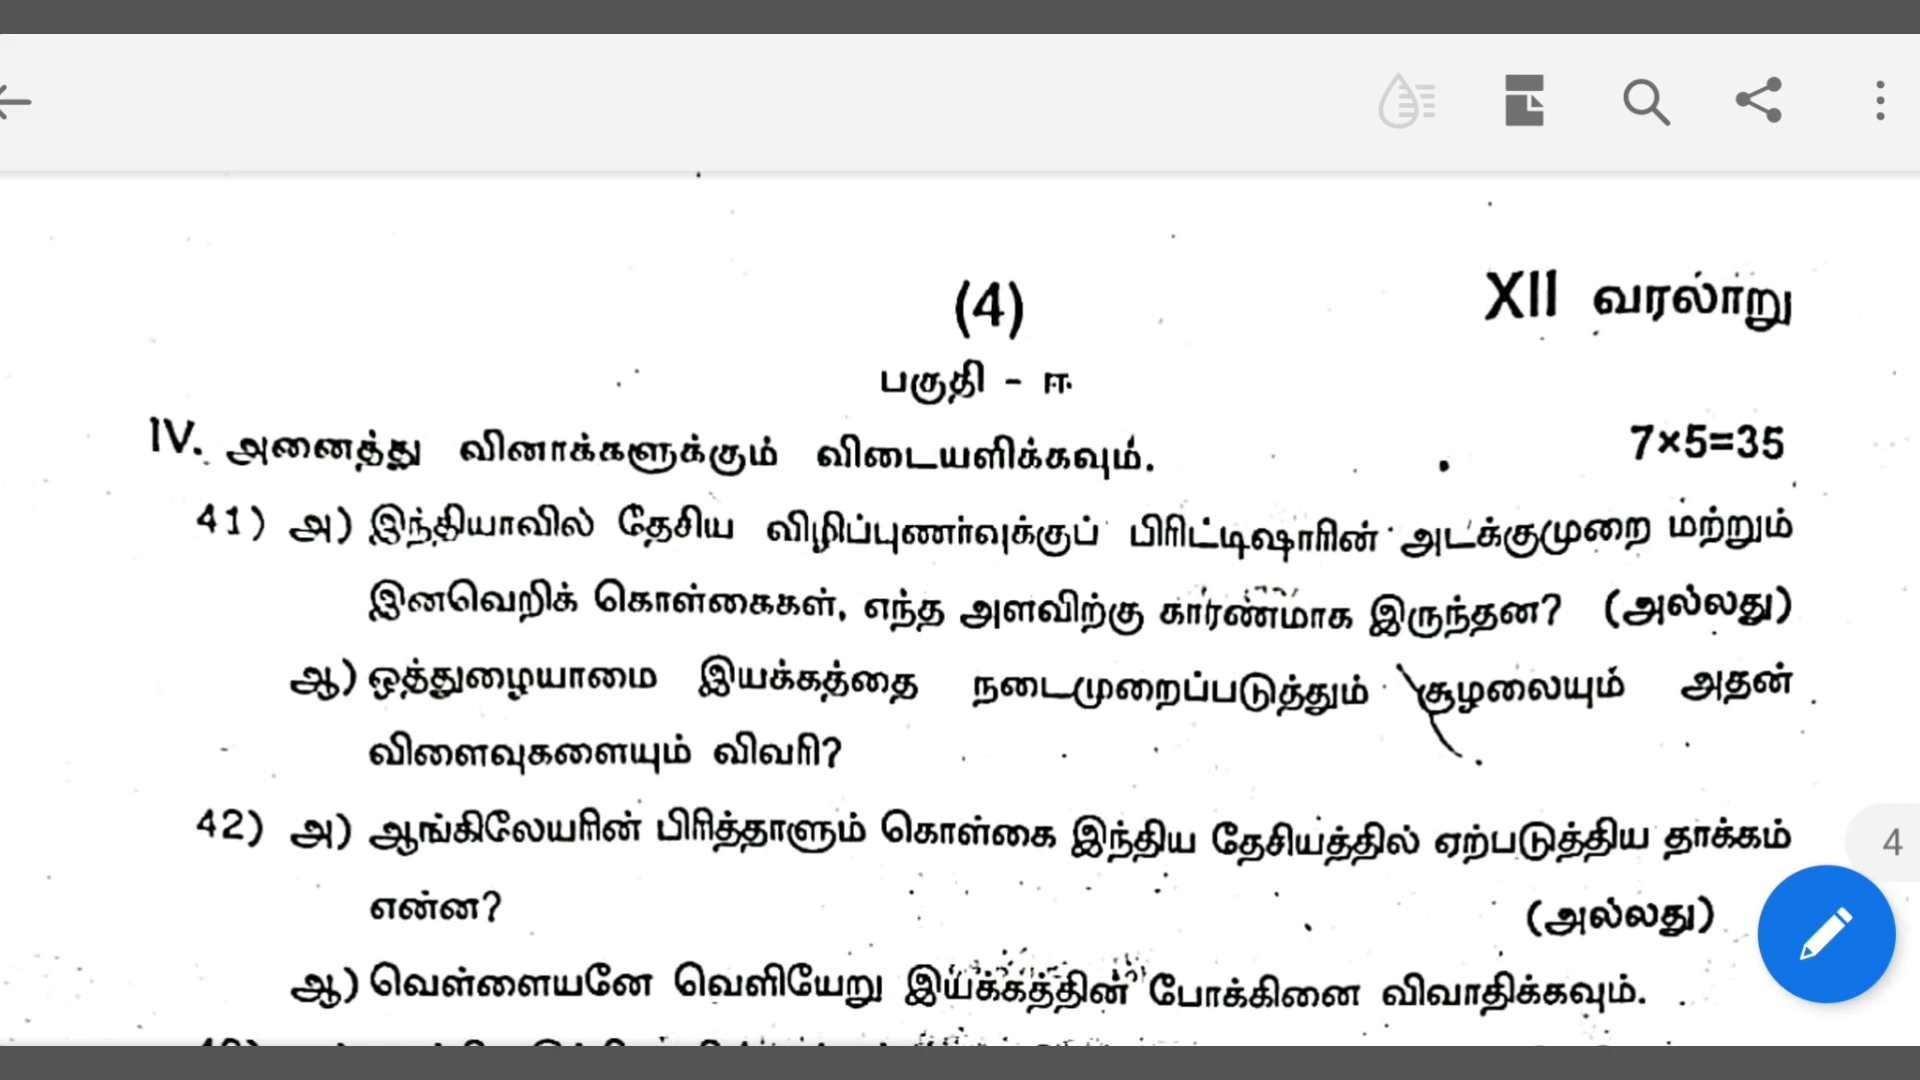 (4)
XII வரலாறு
பகுதி - ஈ
IV. அனைத்து வினாக்களுக்கும் விடையளிக்கவும். 7×5=35
41) அ) இந்தியாவில் தேசிய விழிப்புணர்வுக்குப் பிரிட்டிஷாரின் அடக்குமுறை மற்றும்
இனவெறிக் கொள்கைகள், எந்த அளவிற்கு காரணமாக இருந்தன? (அல்லது)
ஆ) ஒத்துழையாமை இயக்கத்தை நடைமுறைப்படுத்தும் சூழலையும் அதன்
விளைவுகளையும் விவரி?
42) அ) ஆங்கிலேயரின் பிரித்தாளும் கொள்கை இந்திய தேசியத்தில் ஏற்படுத்திய தாக்கம்
என்ன? (அல்லது)
4
ஆ) வெள்ளையனே வெளியேறு இயக்கத்தின் போக்கினை விவாதிக்கவும்.